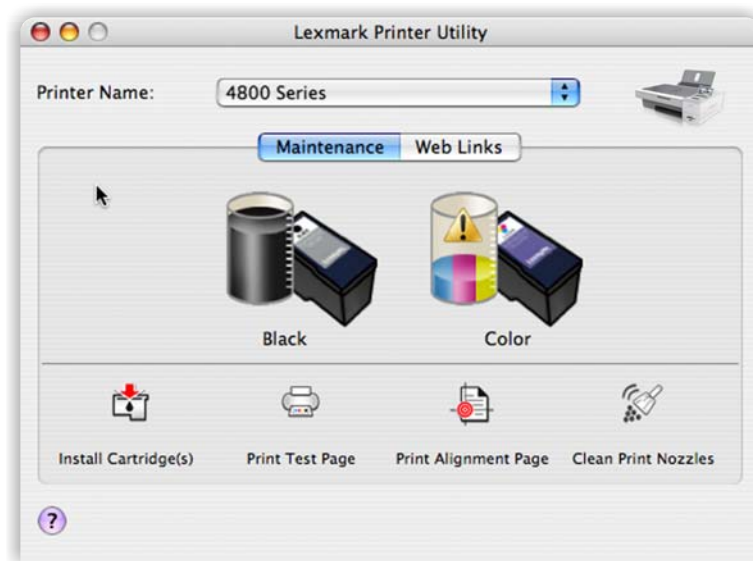 Lexmark Printer Utility
Printer Name: 4800 Series
Maintenance Web Links
Black Color
Install Cartridge(s) Print Test Page Print Alignment Page Clean Print Nozzles
?